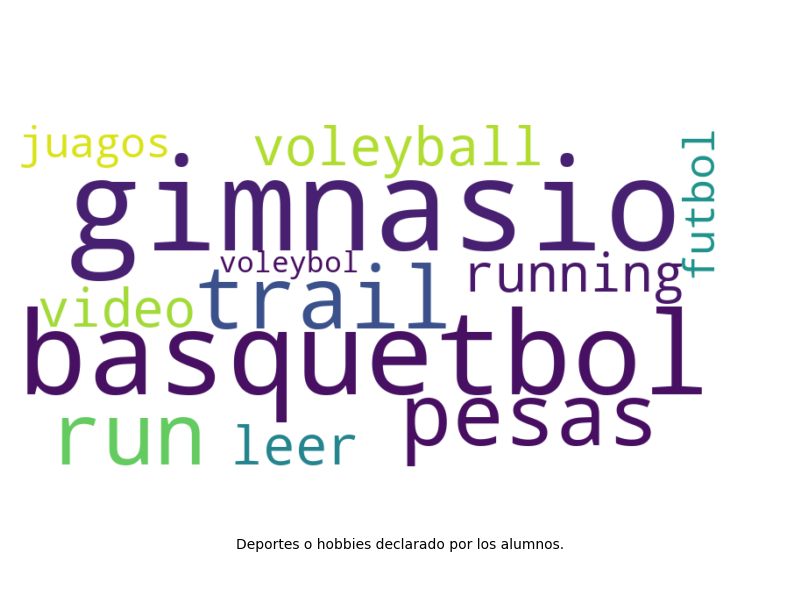 juagos
voleyball
futbol
gimnasio
voleybol
running
video
trail
basquetbol
pesas
run
leer
Deportes o hobbies declarado por los alumnos.